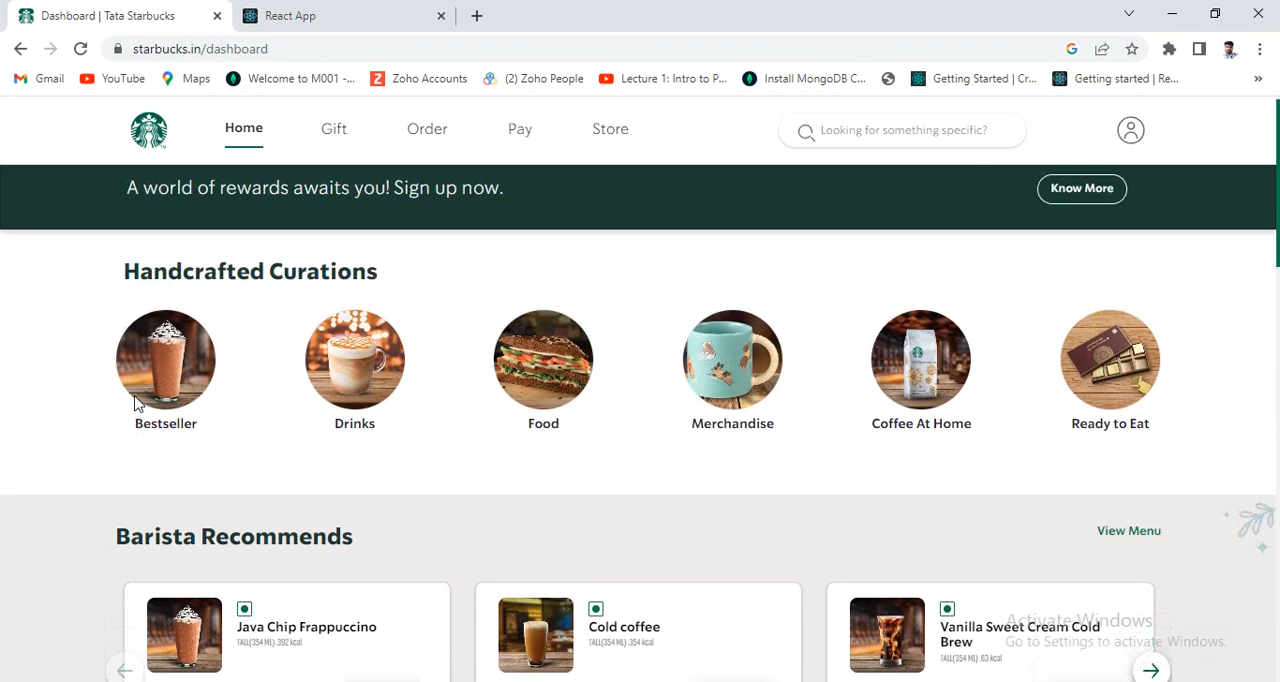 Dashboard | Tata Starbucks
React App
starbucks.in/dashboard
Gmail
YouTube
Maps
Welcome to M001 -...
Zoho Accounts
(2) Zoho People
Lecture 1: Intro to P...
Install MongoDB C...
Getting Started | Cr...
Getting started | Re...
Home
Gift
Order
Pay
Store
Looking for something specific?
A world of rewards awaits you! Sign up now.
Know More
Handcrafted Curations
Bestseller
Drinks
Food
Merchandise
Coffee At Home
Ready to Eat
Barista Recommends
View Menu
Java Chip Frappuccino
TALL(354 ML) .392 kcal
Cold coffee
TALL(354 ML) .354 kcal
Vanilla Sweet Cream Cold
Brew
TALL(354 ML) .63 kcal
Activate Windows
Go to Settings to activate Windows.